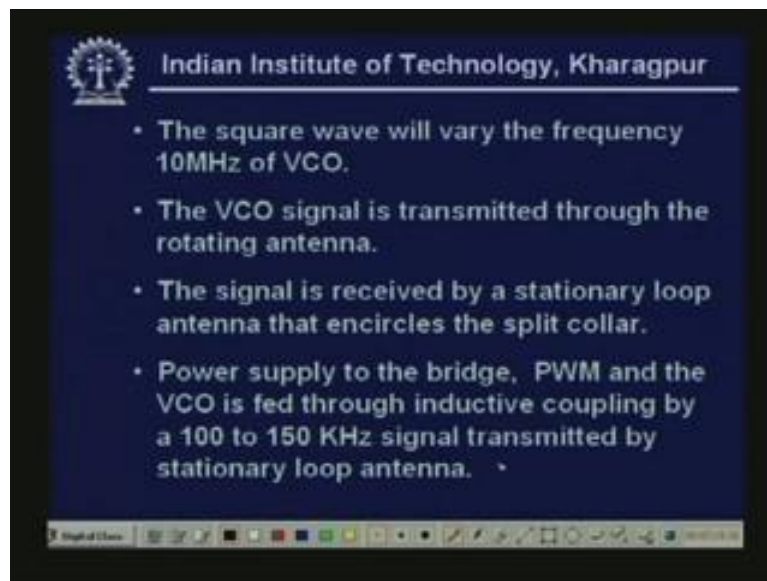 Indian Institute of Technology, Kharagpur
• The square wave will vary the frequency
10MHz of VCO.
• The VCO signal is transmitted through the
rotating antenna.
• The signal is received by a stationary loop
antenna that encircles the split collar.
• Power supply to the bridge, PWM and the
VCO is fed through inductive coupling by
a 100 to 150 KHz signal transmitted by
stationary loop antenna.